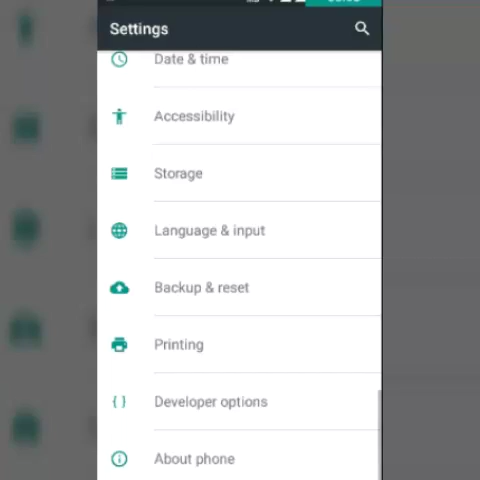 Settings
Date & time
Accessibility
Storage
Language & input
Backup & reset
Printing
{ } Developer options
About phone